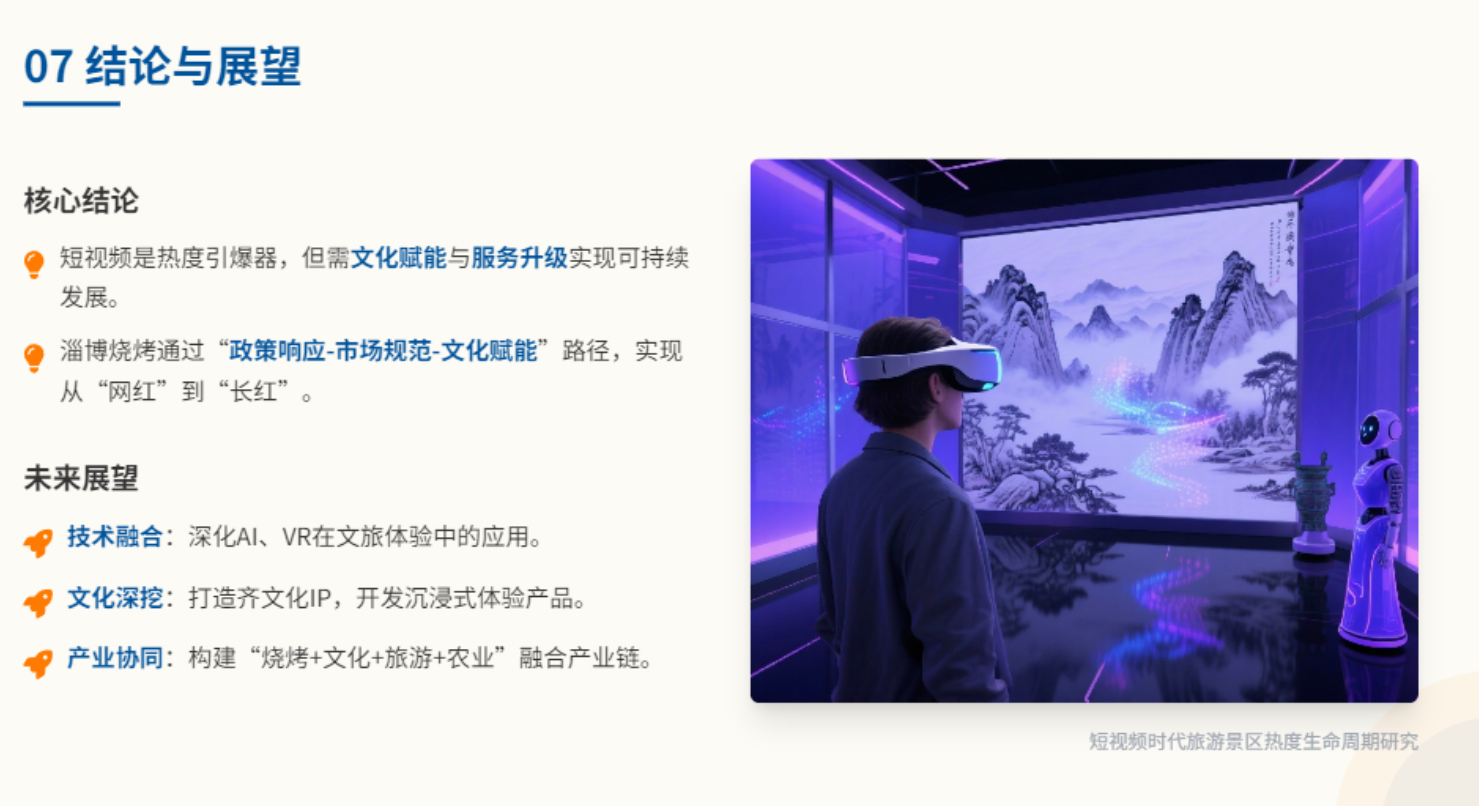 07 结论与展望
核心结论
短视频是热度引爆器，但需文化赋能与服务升级实现可持续
发展。
淄博烧烤通过“政策响应-市场规范-文化赋能”路径，实现
从“网红”到“长红”。
未来展望
技术融合：深化AI、VR在文旅体验中的应用。
文化深挖：打造齐文化IP，开发沉浸式体验产品。
产业协同：构建“烧烤+文化+旅游+农业”融合产业链。
短视频时代旅游景区热度生命周期研究